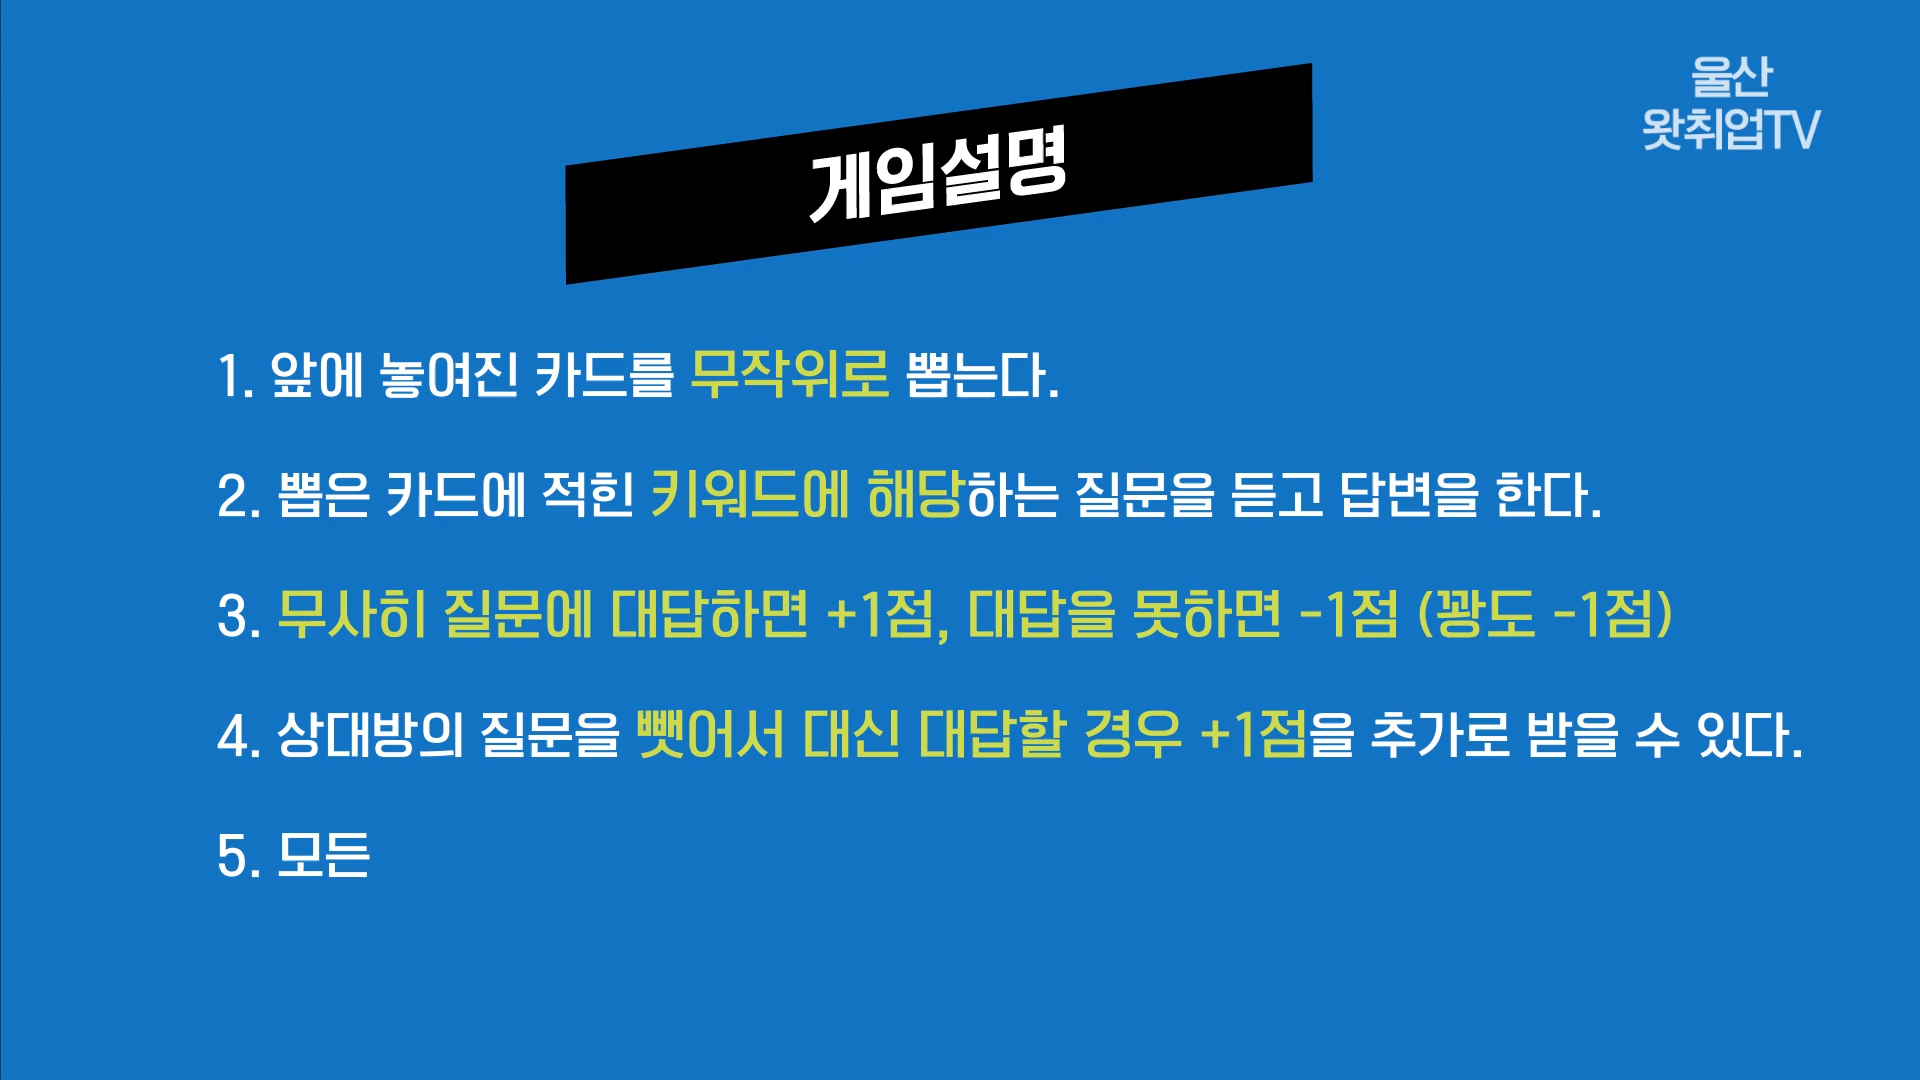 울산
왓취업TV
게임설명
1. 앞에 놓여진 카드를 무작위로 뽑는다.
2. 뽑은 카드에 적힌 키워드에 해당하는 질문을 듣고 답변을 한다.
3. 무사히 질문에 대답하면 +1점, 대답을 못하면 -1점 (꽝도 -1점)
4. 상대방의 질문을 뺏어서 대신 대답할 경우 +1점을 추가로 받을 수 있다.
5. 모든